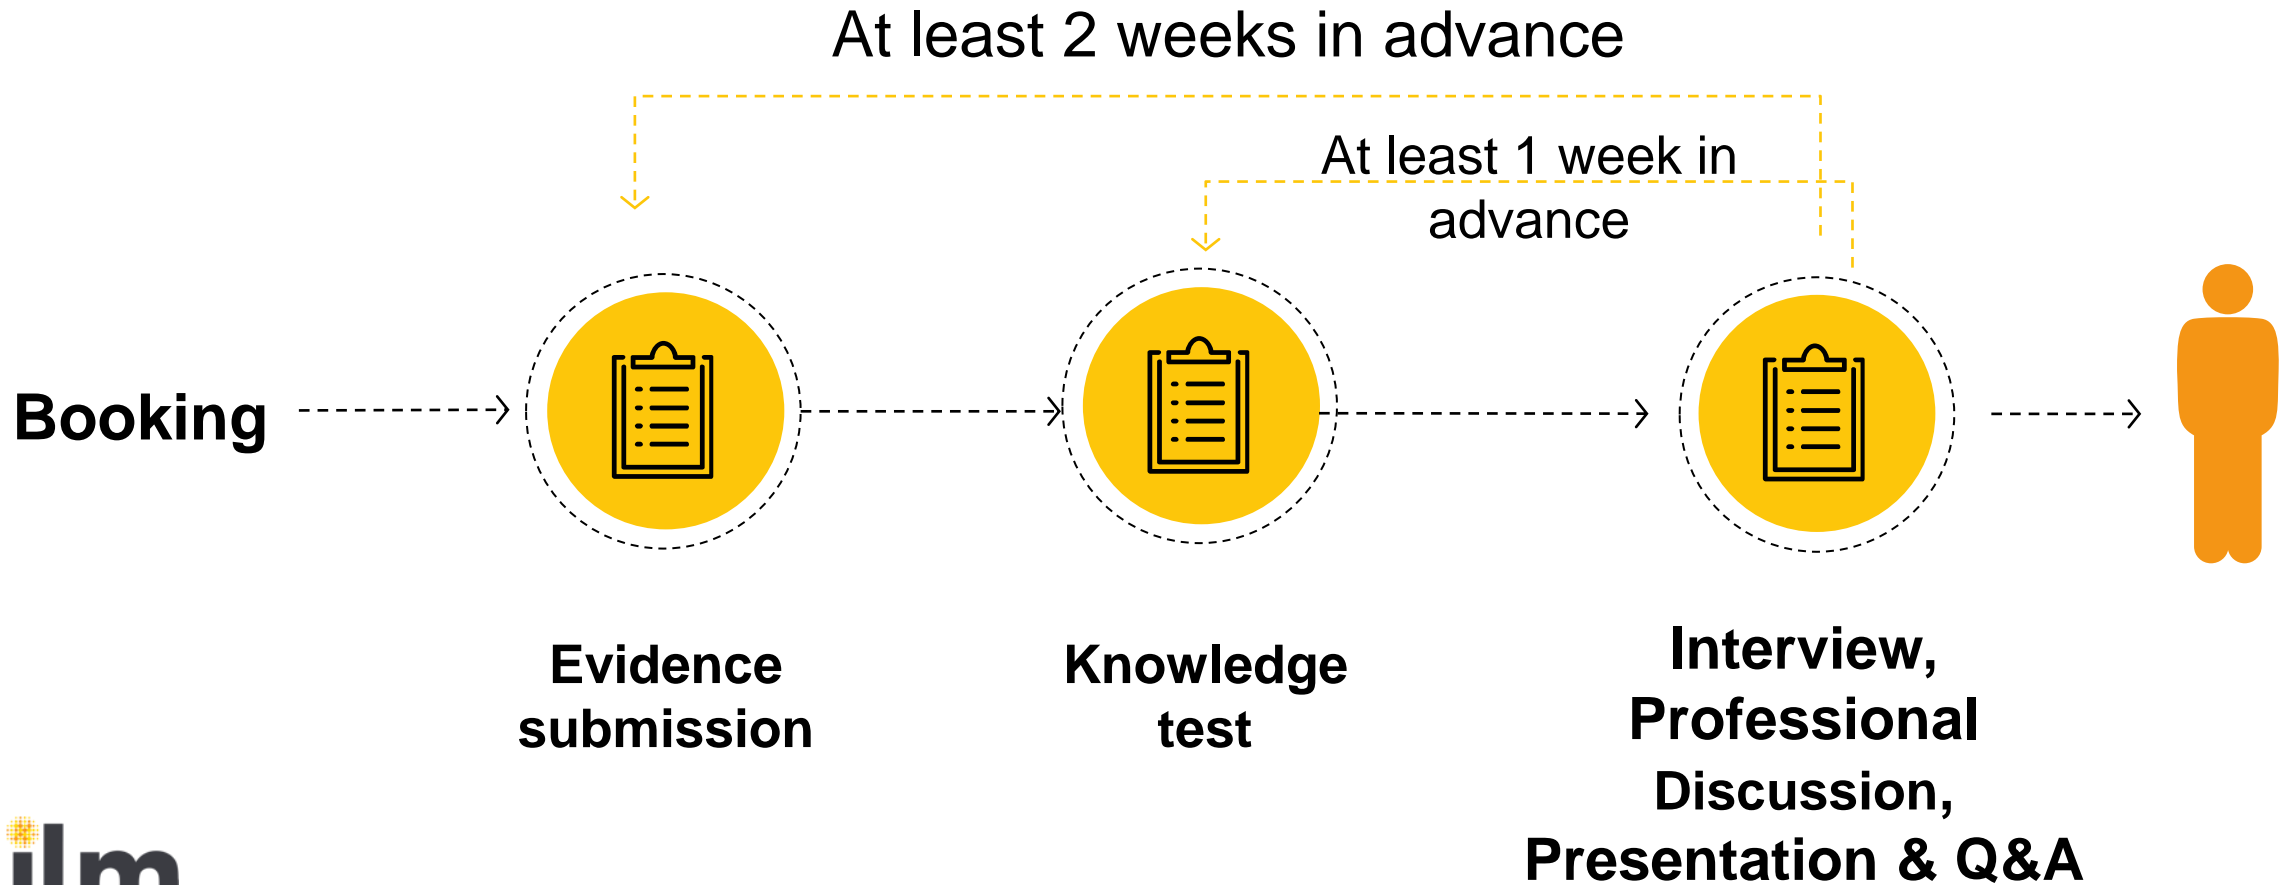 At least 2 weeks in advance
At least 1 week in
advance
Booking
Evidence
submission
Knowledge
test
Interview,
Professional
Discussion,
Presentation & Q&A
ilm